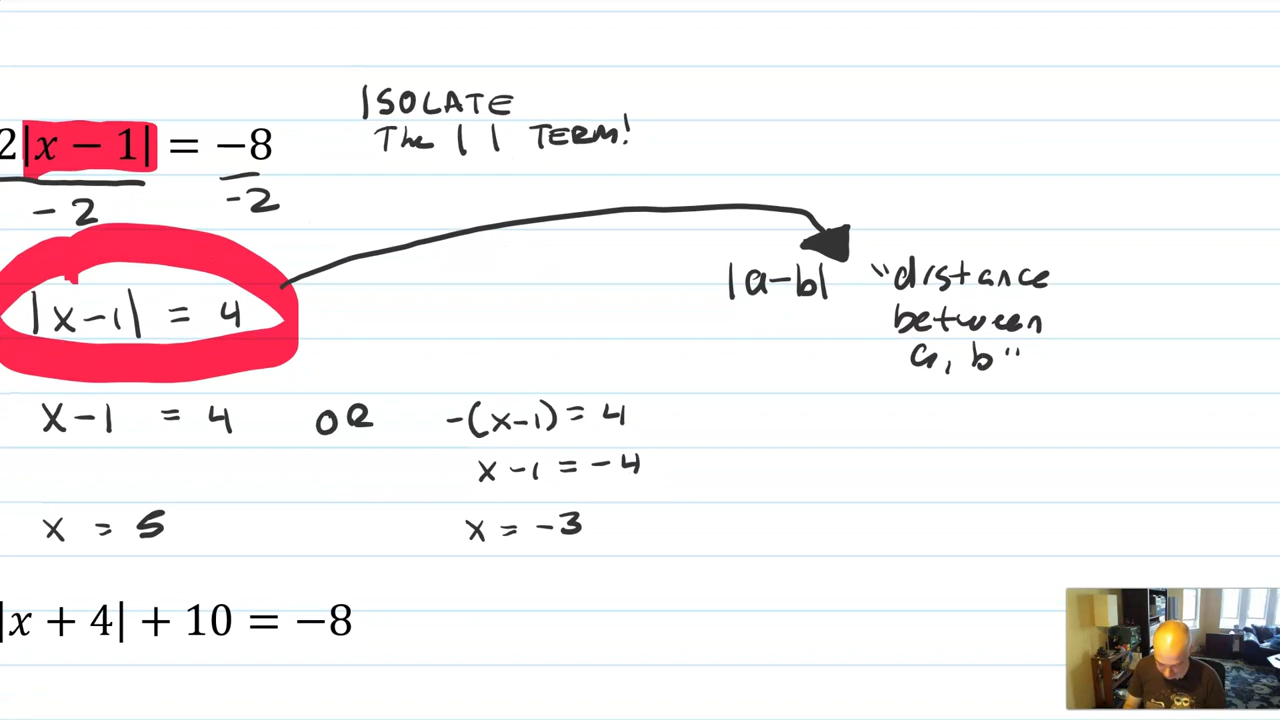 ISOLATE
The | | TERM!
2|x − 1| = −8
-2 -2
|a-b| "distance
between
a, b"
|x-1| = 4
x-1 = 4 OR -(x-1) = 4
x-1 = -4
x = 5 x = -3
|x + 4| + 10 = −8